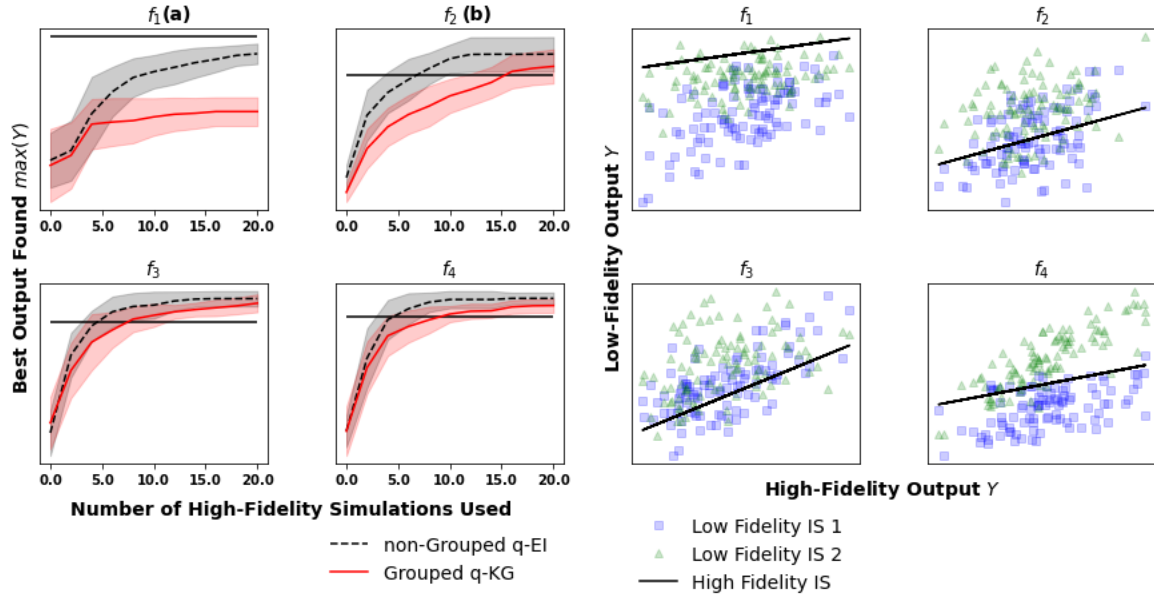 f1(a)
f2 (b)
f1
f2
Best Output Found max(Y)
0.0 5.0 10.0 15.0 20.0
0.0 5.0 10.0 15.0 20.0
f3
f4
0.0 5.0 10.0 15.0 20.0
0.0 5.0 10.0 15.0 20.0
Number of High-Fidelity Simulations Used
non-Grouped q-EI
Grouped q-KG
Low-Fidelity Output Y
f3
f4
High-Fidelity Output Y
Low Fidelity IS 1
Low Fidelity IS 2
High Fidelity IS